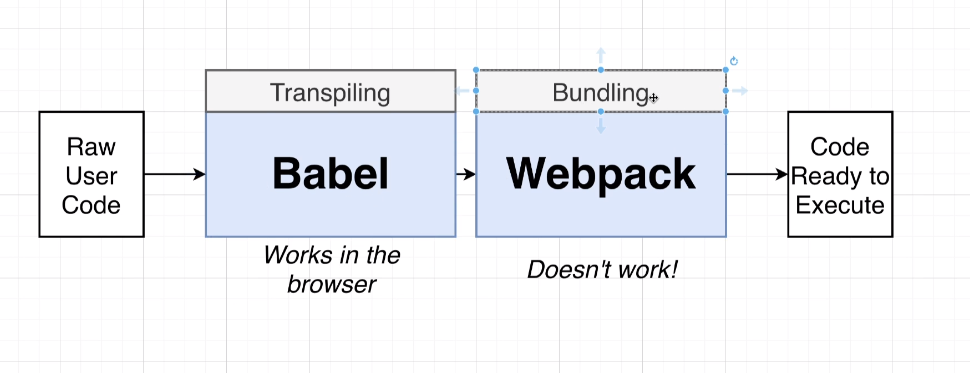 Transpiling
Bundling
Raw
User
Code
Babel
Webpack
Code
Ready to
Execute
Works in the
browser
Doesn't work!